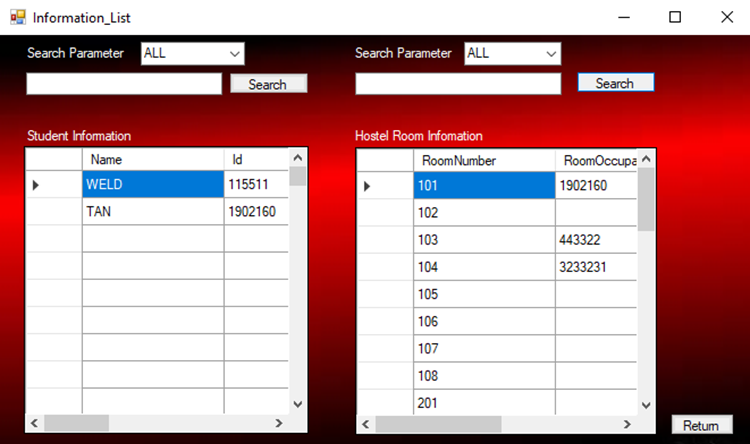 Information_List
Search Parameter ALL
Search
Student Information
Name Id
WELD 115511
TAN 1902160
Search Parameter ALL
Search
Hostel Room Infomation
RoomNumber RoomOccupa
101 1902160
102
103 443322
104 3233231
105
106
107
108
201
Return